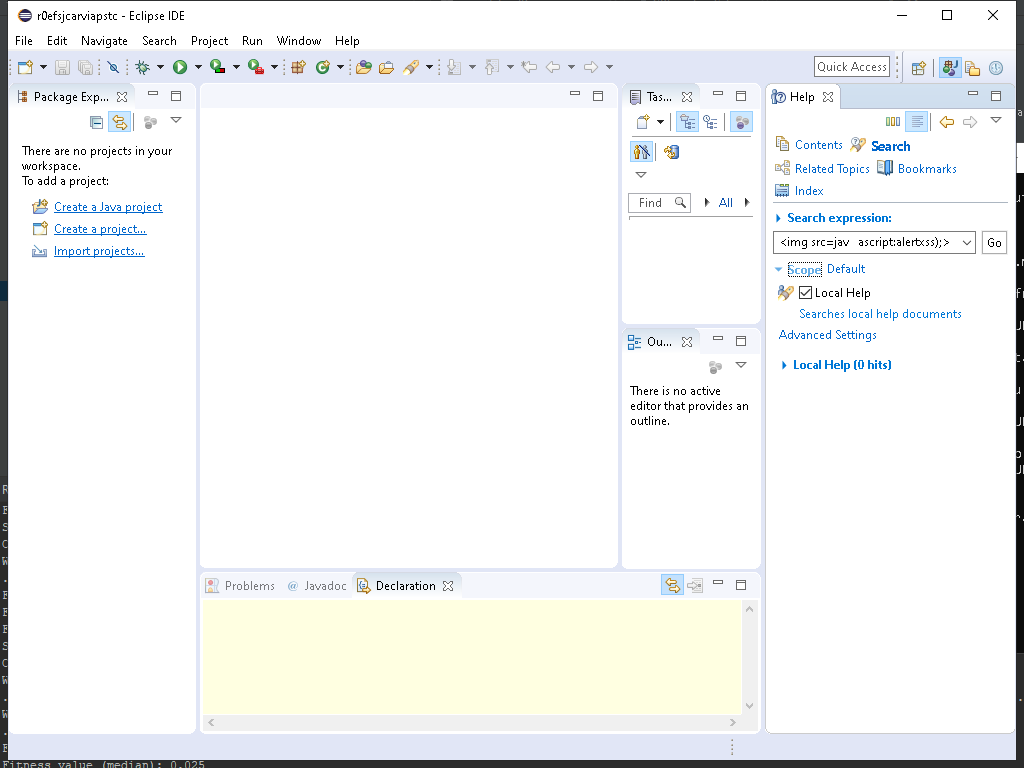 r0efsjcarviapstc - Eclipse IDE
File Edit Navigate Search Project Run Window Help
Quick Access
Package Exp...
There are no projects in your
workspace.
To add a project:
Create a Java project
Create a project...
Import projects...
Tas...
Find
All
Ou...
There is no active
editor that provides an
outline.
Problems
@ Javadoc
Declaration
Help
Contents
Search
Related Topics
Bookmarks
Index
Search expression:
<img src=jav ascript:alertxss);>
Go
Scope Default
Local Help
Searches local help documents
Advanced Settings
Local Help (0 hits)
Fitness value (median): 0.025